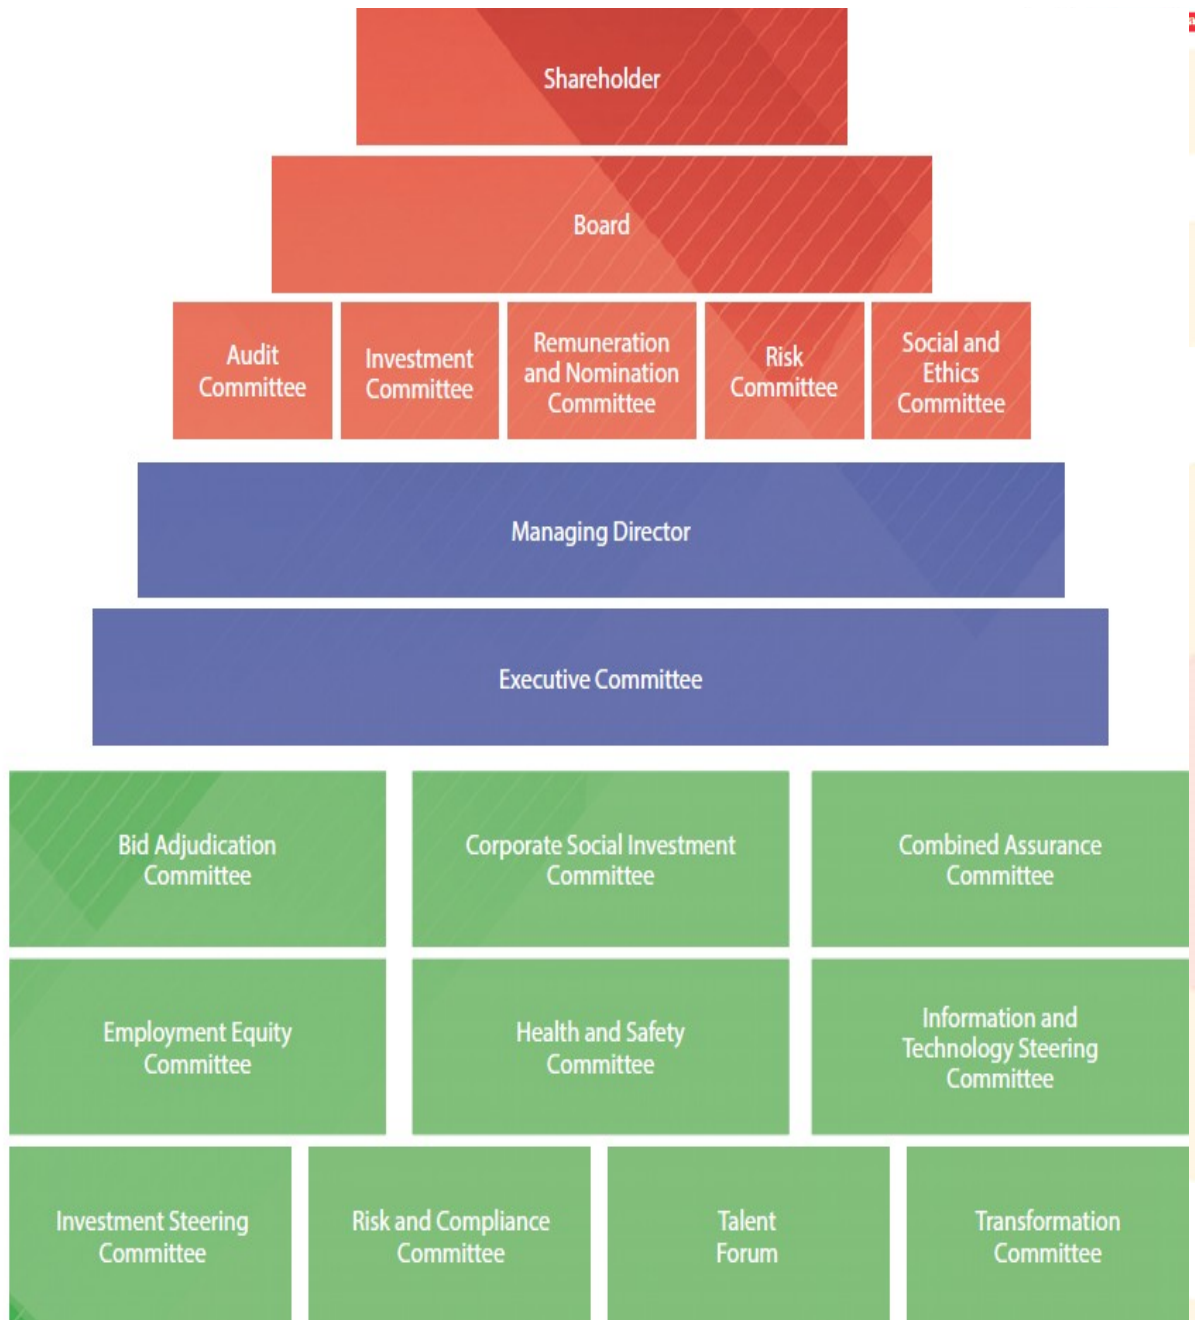 Shareholder
Board
Audit
Committee
Investment
Committee
Remuneration
and Nomination
Committee
Risk
Committee
Social and
Ethics
Committee
Managing Director
Executive Committee
Bid Adjudication
Committee
Corporate Social Investment
Committee
Combined Assurance
Committee
Employment Equity
Committee
Health and Safety
Committee
Information and
Technology Steering
Committee
Investment Steering
Committee
Risk and Compliance
Committee
Talent
Forum
Transformation
Committee